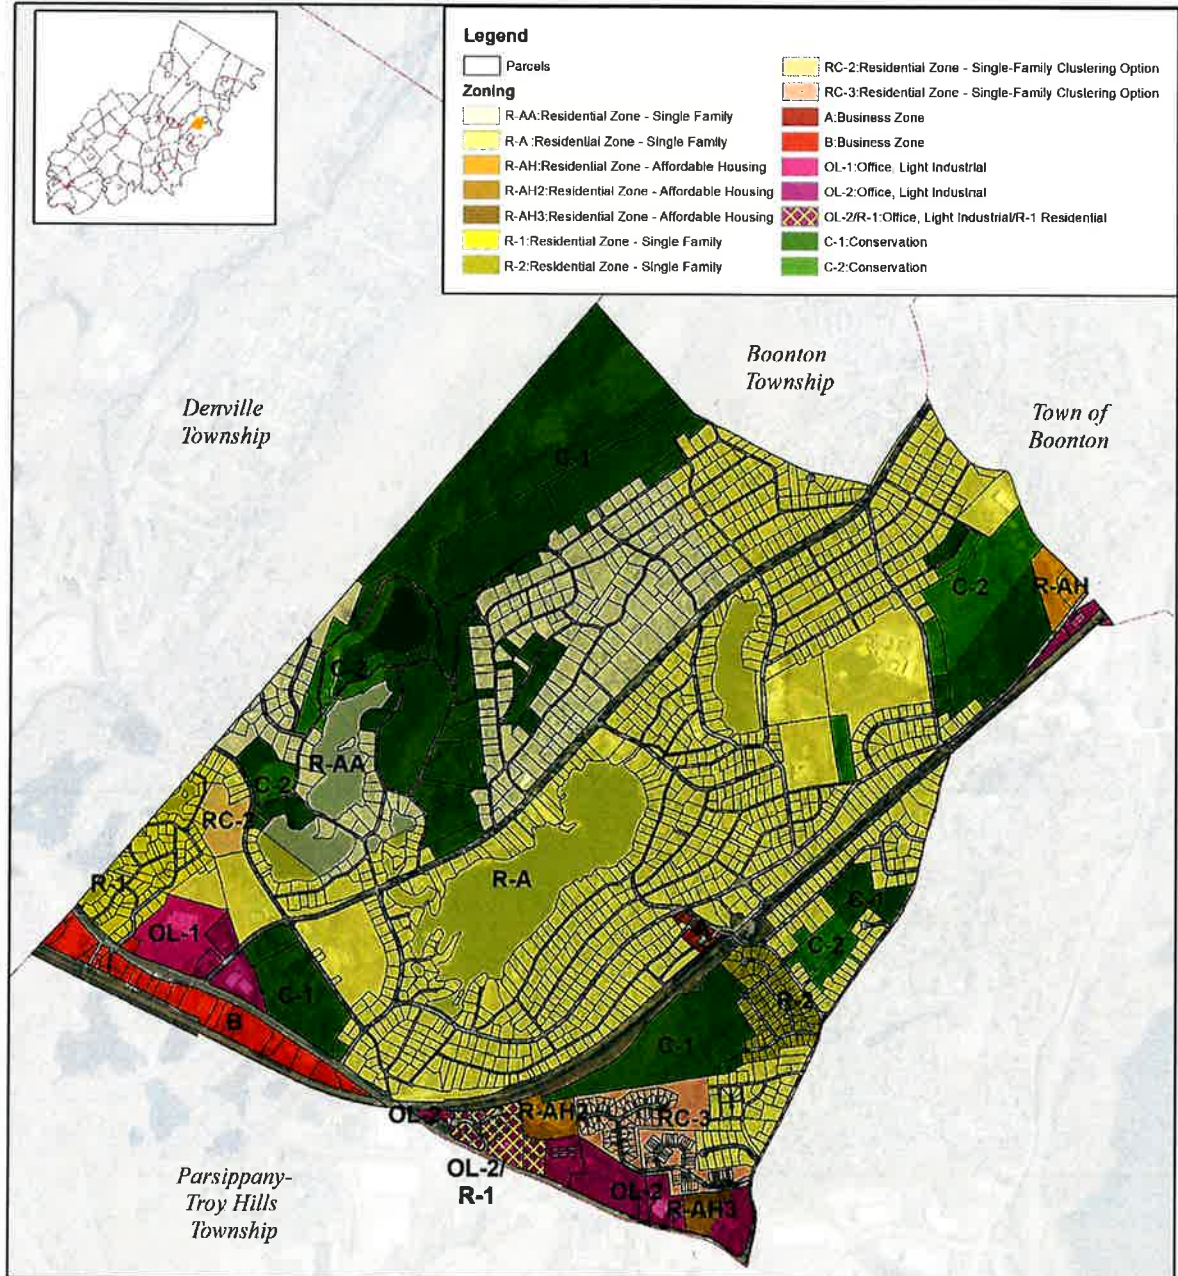 Legend
Parcels
Zoning
R-AA:Residential Zone - Single Family
R-A :Residential Zone - Single Family
R-AH:Residential Zone - Affordable Housing
R-AH2:Residential Zone - Affordable Housing
R-AH3:Residential Zone - Affordable Housing
R-1:Residential Zone - Single Family
R-2:Residential Zone - Single Family
RC-2:Residential Zone - Single-Family Clustering Option
RC-3:Residential Zone - Single-Family Clustering Option
A:Business Zone
B:Business Zone
OL-1:Office, Light Industrial
OL-2:Office, Light Industrial
OL-2/R-1:Office, Light Industrial/R-1 Residential
C-1:Conservation
C-2:Conservation
Boonton
Township
Denville
Township
Town of
Boonton
C-1
C-2
R-AH
C-2
R-AA
C-2
RC-2
R-1
R-A
C-1
OL-1
C-2
C-1
R-2
B
C-1
OL-2
R-AH2
RC-3
OL-2/
R-1
OL-2
R-AH3
Parsippany-
Troy Hills
Township